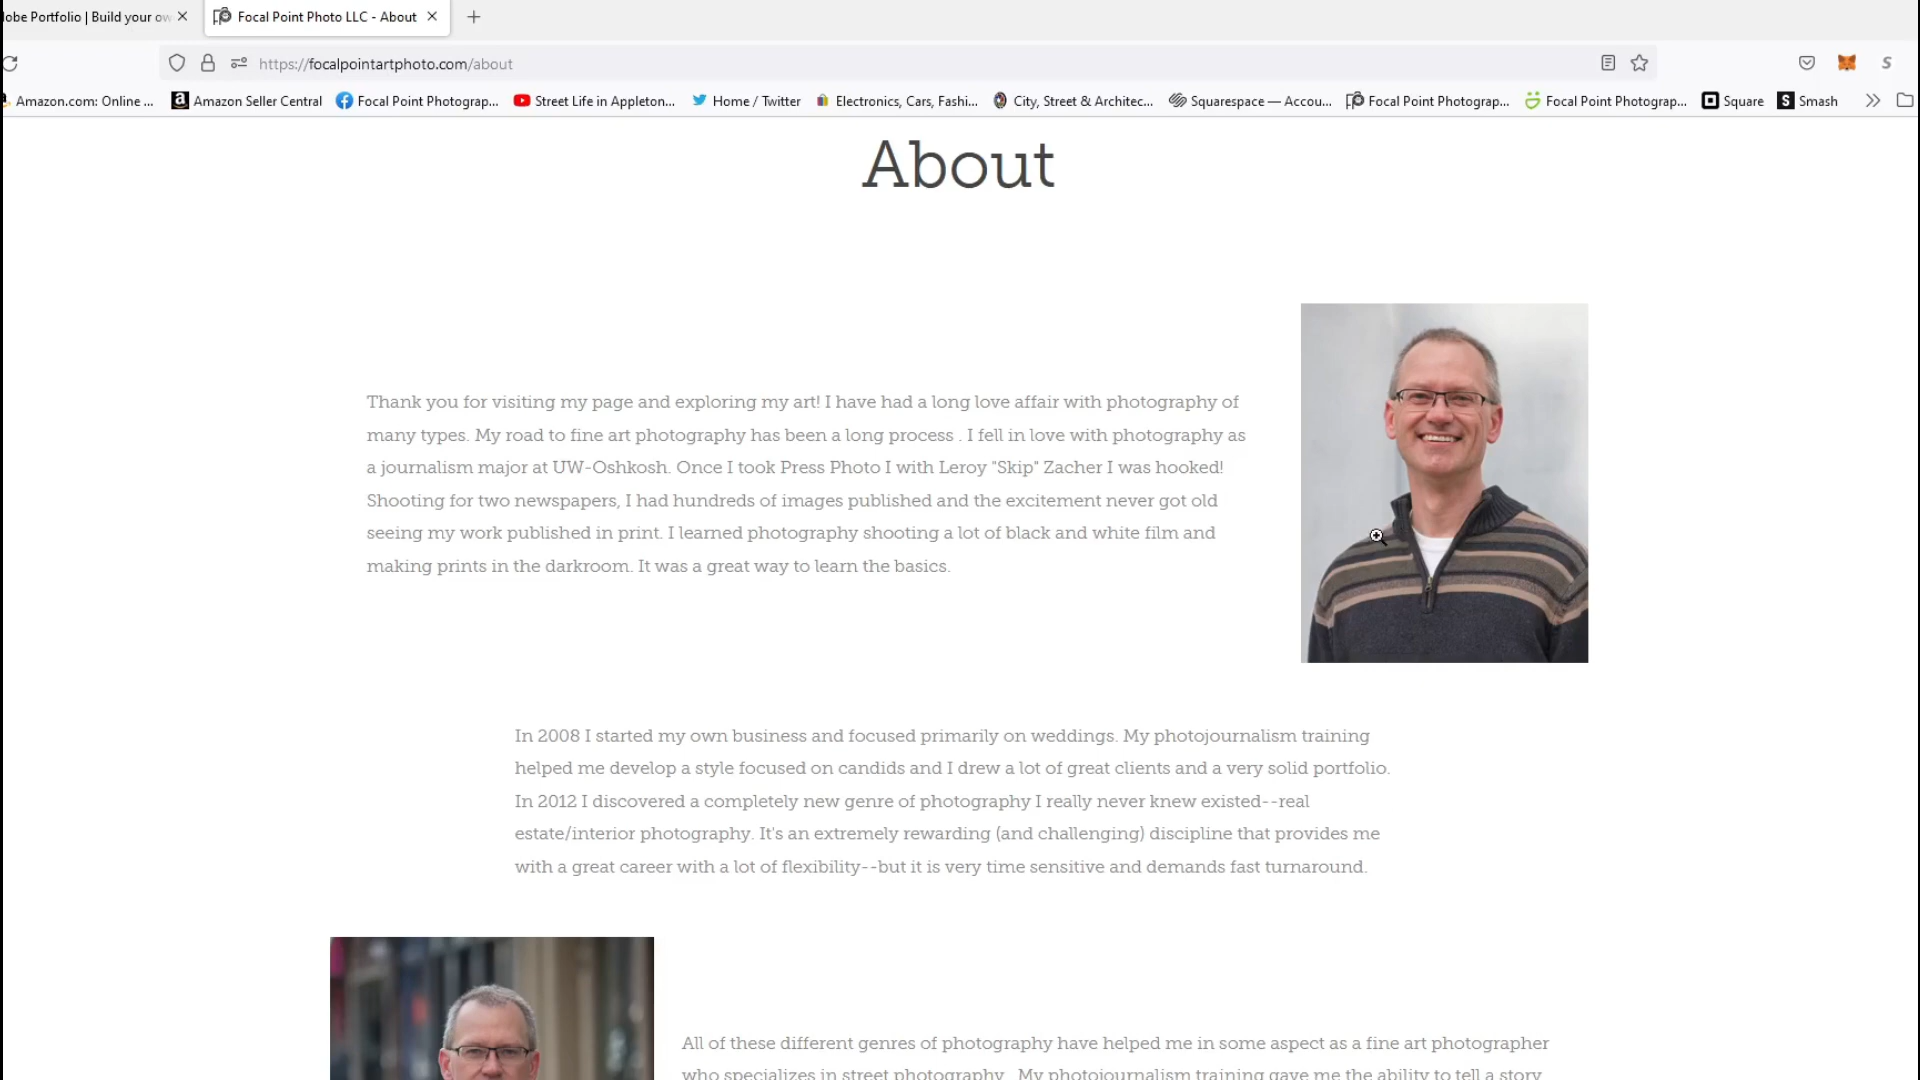 obe Portfolio | Build your ow
Focal Point Photo LLC - About
https://focalpointartphoto.com/about
Amazon.com: Online ...
Amazon Seller Central
Focal Point Photograp...
Street Life in Appleton...
Home / Twitter
Electronics, Cars, Fashi...
City, Street & Architec...
Squarespace — Accou...
Focal Point Photograp...
Focal Point Photograp...
Square
Smash
About
Thank you for visiting my page and exploring my art! I have had a long love affair with photography of
many types. My road to fine art photography has been a long process . I fell in love with photography as
a journalism major at UW-Oshkosh. Once I took Press Photo I with Leroy "Skip" Zacher I was hooked!
Shooting for two newspapers, I had hundreds of images published and the excitement never got old
seeing my work published in print. I learned photography shooting a lot of black and white film and
making prints in the darkroom. It was a great way to learn the basics.
In 2008 I started my own business and focused primarily on weddings. My photojournalism training
helped me develop a style focused on candids and I drew a lot of great clients and a very solid portfolio.
In 2012 I discovered a completely new genre of photography I really never knew existed--real
estate/interior photography. It's an extremely rewarding (and challenging) discipline that provides me
with a great career with a lot of flexibility--but it is very time sensitive and demands fast turnaround.
All of these different genres of photography have helped me in some aspect as a fine art photographer
who specializes in street photography. My photojournalism training gave me the ability to tell a story